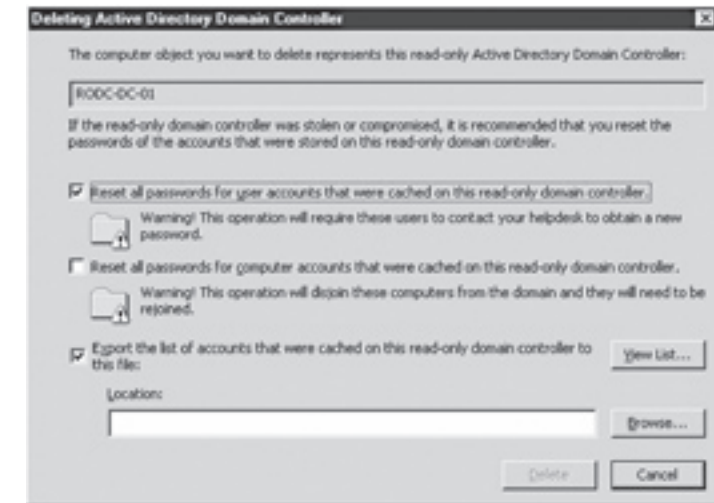 Deleting Active Directory Domain Controller
The computer object you want to delete represents this read-only Active Directory Domain Controller:
RODC-DC-01
If the read-only domain controller was stolen or compromised, it is recommended that you reset the
passwords of the accounts that were stored on this read-only domain controller.
Reset all passwords for user accounts that were cached on this read-only domain controller.
Warning! This operation will require these users to contact your helpdesk to obtain a new
password.
Reset all passwords for computer accounts that were cached on this read-only domain controller.
Warning! This operation will disjoin these computers from the domain and they will need to be
rejoined.
Export the list of accounts that were cached on this read-only domain controller to
this file:
View List...
Location:
Browse...
Delete
Cancel